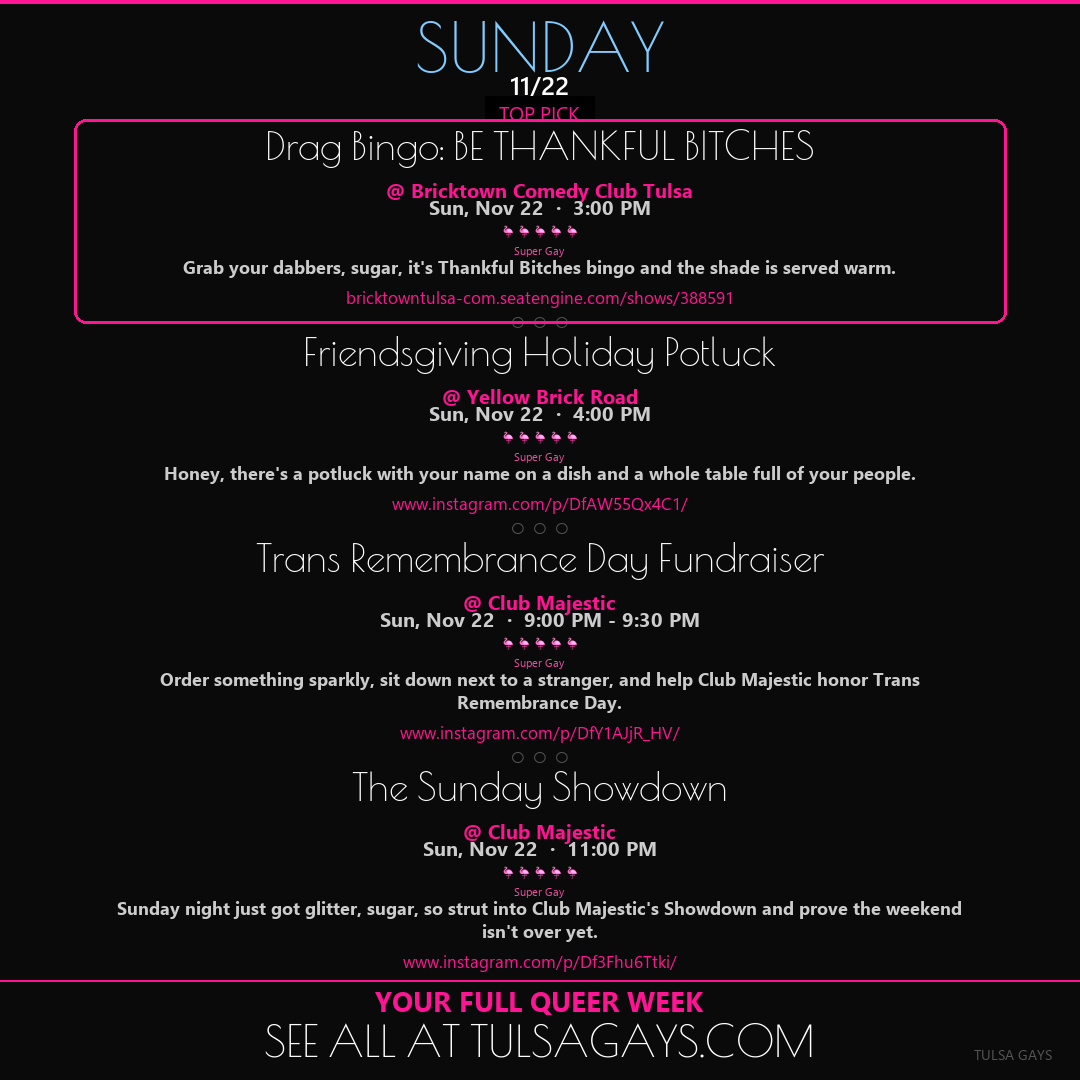 SUNDAY
11/22
TOP PICK
Drag Bingo: BE THANKFUL BITCHES
@ Bricktown Comedy Club Tulsa
Sun, Nov 22 · 3:00 PM
Super Gay
Grab your dabbers, sugar, it's Thankful Bitches bingo and the shade is served warm.
bricktowntulsa-com.seatengine.com/shows/388591
Friendsgiving Holiday Potluck
@ Yellow Brick Road
Sun, Nov 22 · 4:00 PM
Super Gay
Honey, there's a potluck with your name on a dish and a whole table full of your people.
www.instagram.com/p/DfAW55Qx4C1/
Trans Remembrance Day Fundraiser
@ Club Majestic
Sun, Nov 22 · 9:00 PM - 9:30 PM
Super Gay
Order something sparkly, sit down next to a stranger, and help Club Majestic honor Trans
Remembrance Day.
www.instagram.com/p/DfY1AJjR_HV/
The Sunday Showdown
@ Club Majestic
Sun, Nov 22 · 11:00 PM
Super Gay
Sunday night just got glitter, sugar, so strut into Club Majestic's Showdown and prove the weekend
isn't over yet.
www.instagram.com/p/Df3Fhu6Ttki/
YOUR FULL QUEER WEEK
SEE ALL AT TULSAGAYS.COM
TULSA GAYS